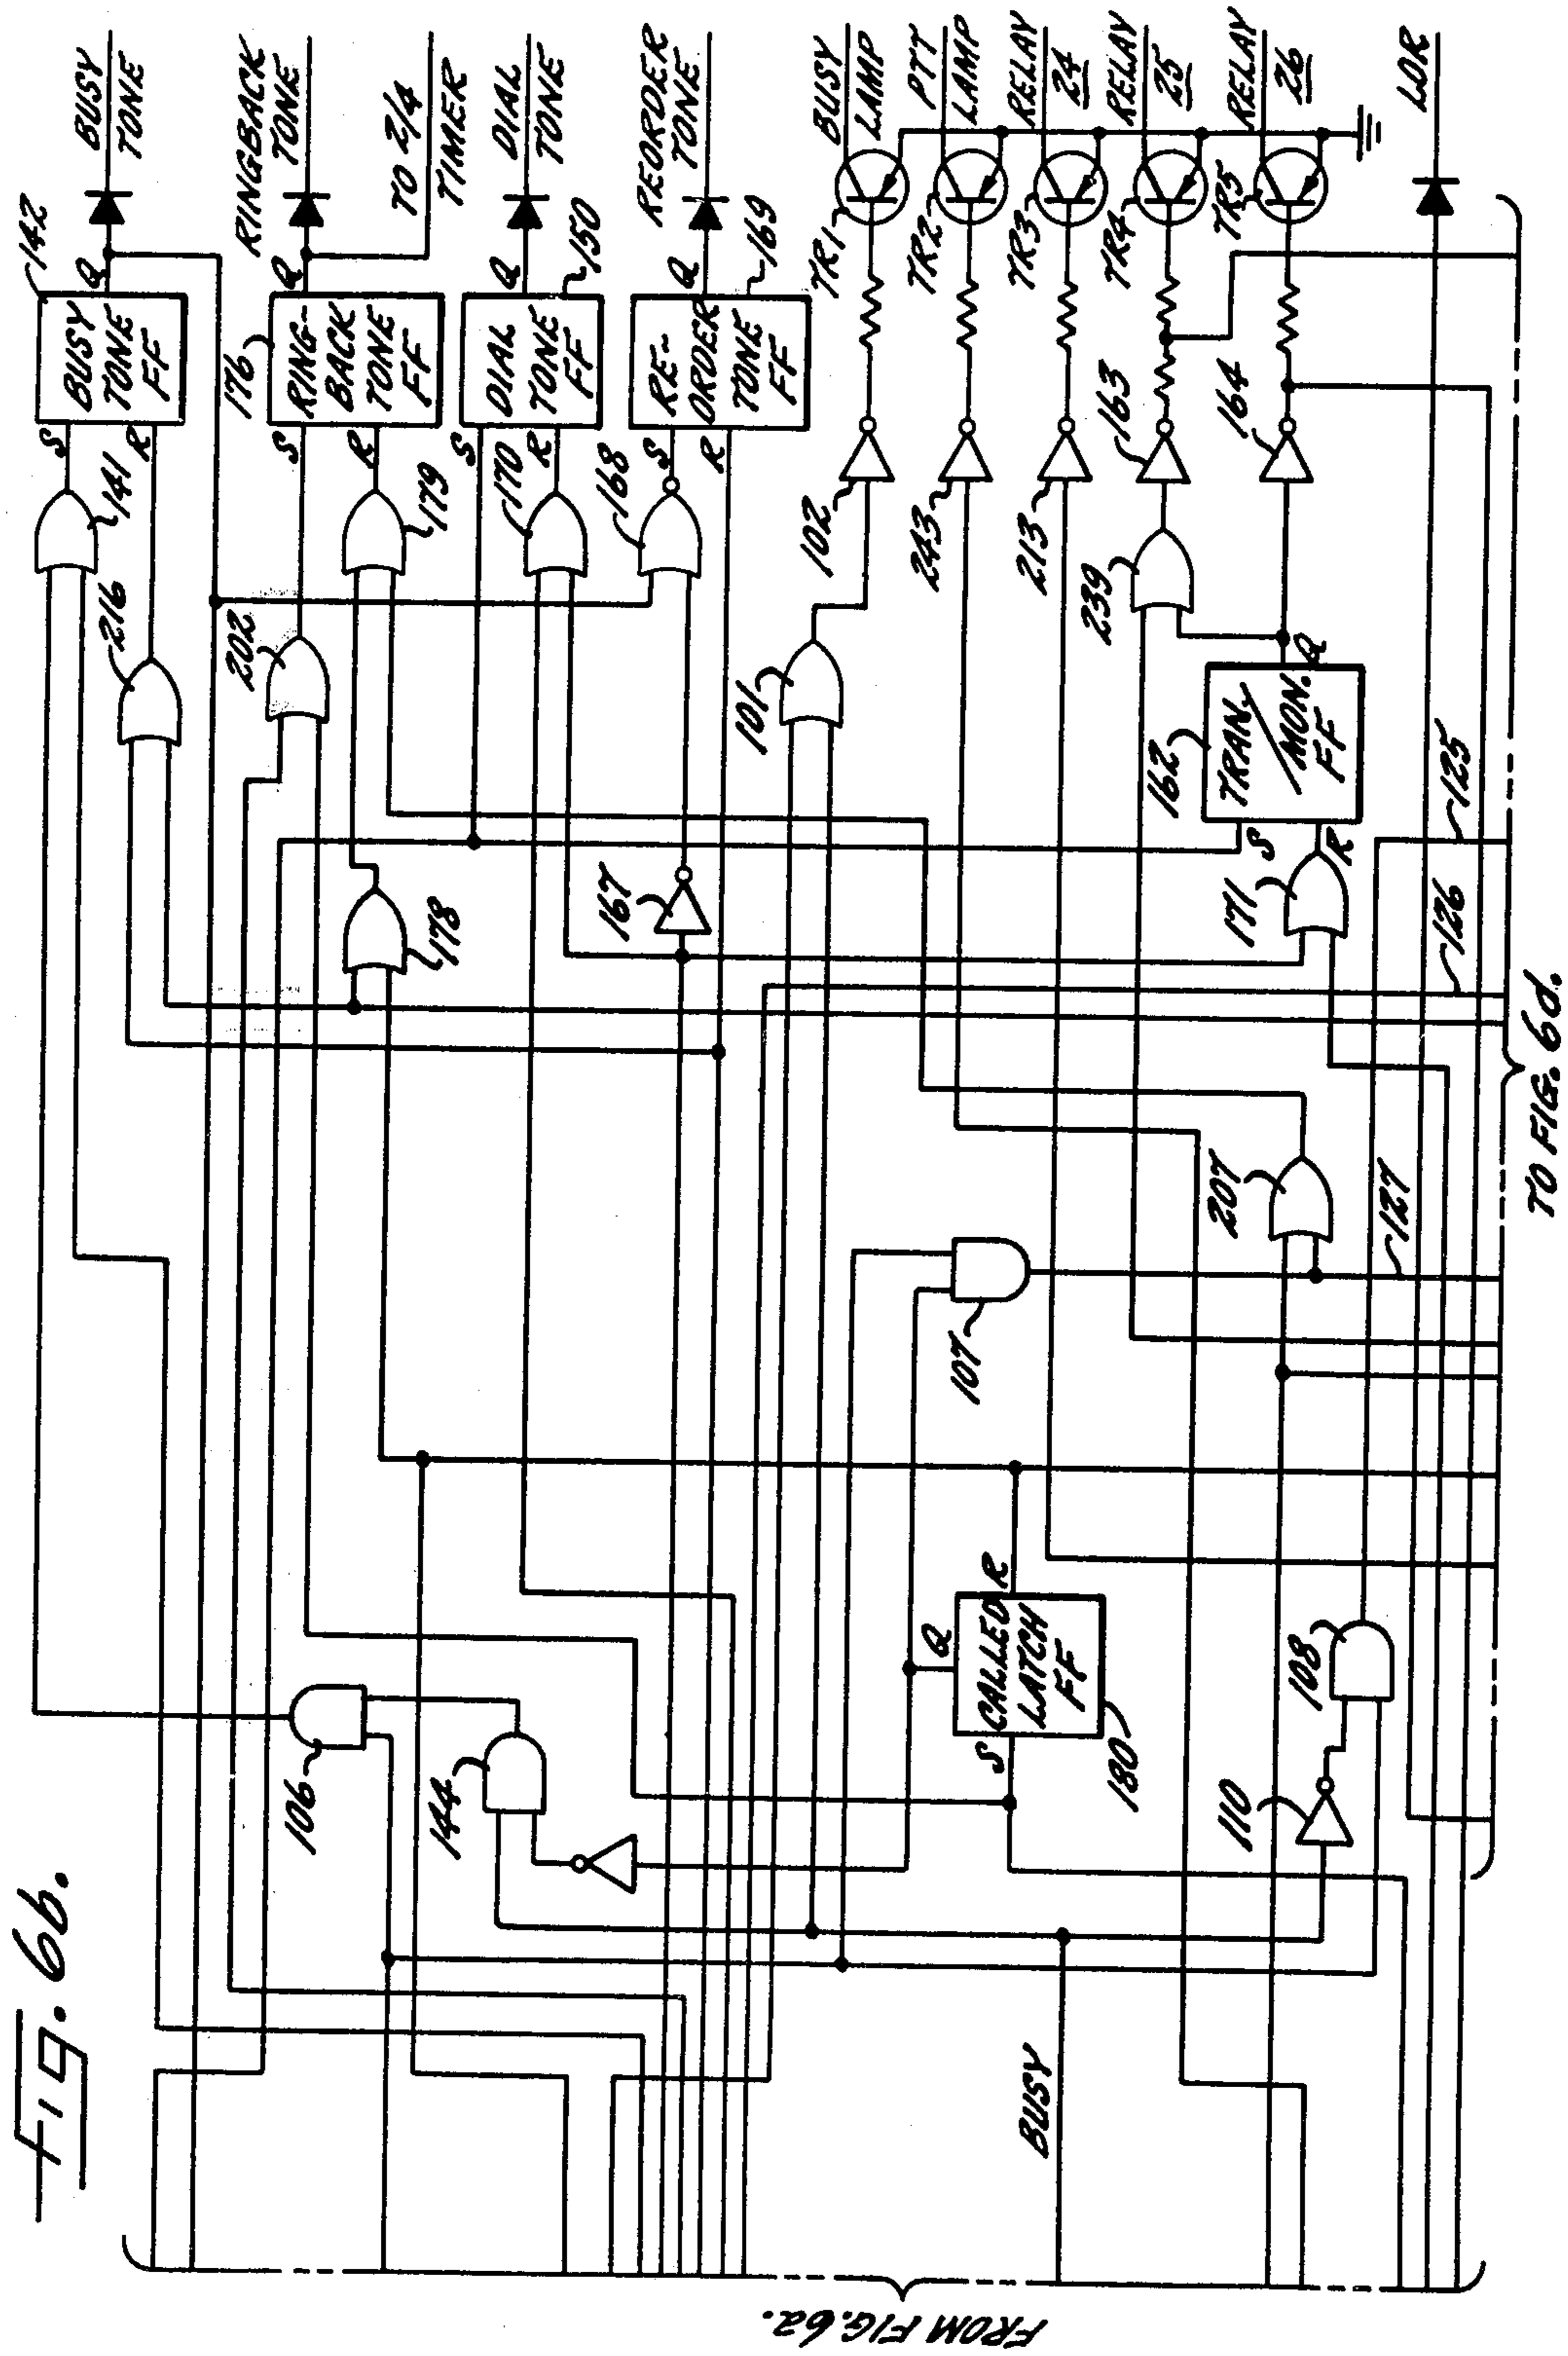 Fig. 6b.
FROM FIG. 6a.
TO FIG. 6d.
142
BUSY
TONE
FF
S
R
Q
BUSY
TONE
141
216
176
RING-
BACK
TONE
FF
S
R
Q
RINGBACK
TONE
TO 214
TIMER
202
179
178
DIAL
TONE
FF
S
R
Q
150
DIAL
TONE
170
RE-
ORDER
TONE
FF
S
R
Q
169
REORDER
TONE
168
167
101
102
TR1
BUSY
LAMP
243
TR2
PTT
LAMP
213
TR3
RELAY
24
239
163
TR4
RELAY
25
164
TR5
RELAY
26
LOR
162
TRAN.
/MON.
FF
S
R
Q
171
125
126
127
207
107
106
144
CALLED
LATCH
FF
S
R
Q
180
108
110
BUSY